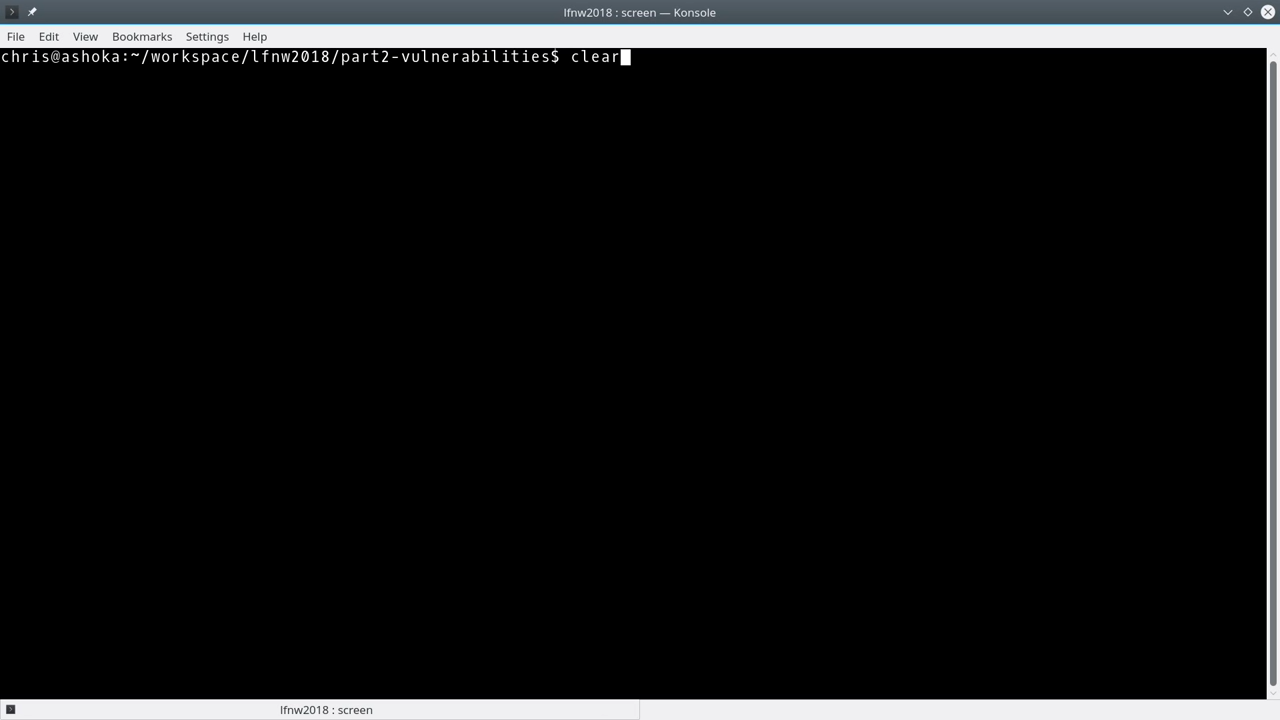 lfnw2018 : screen — Konsole
File Edit View Bookmarks Settings Help
chris@ashoka:~/workspace/lfnw2018/part2-vulnerabilities$ clear
lfnw2018 : screen